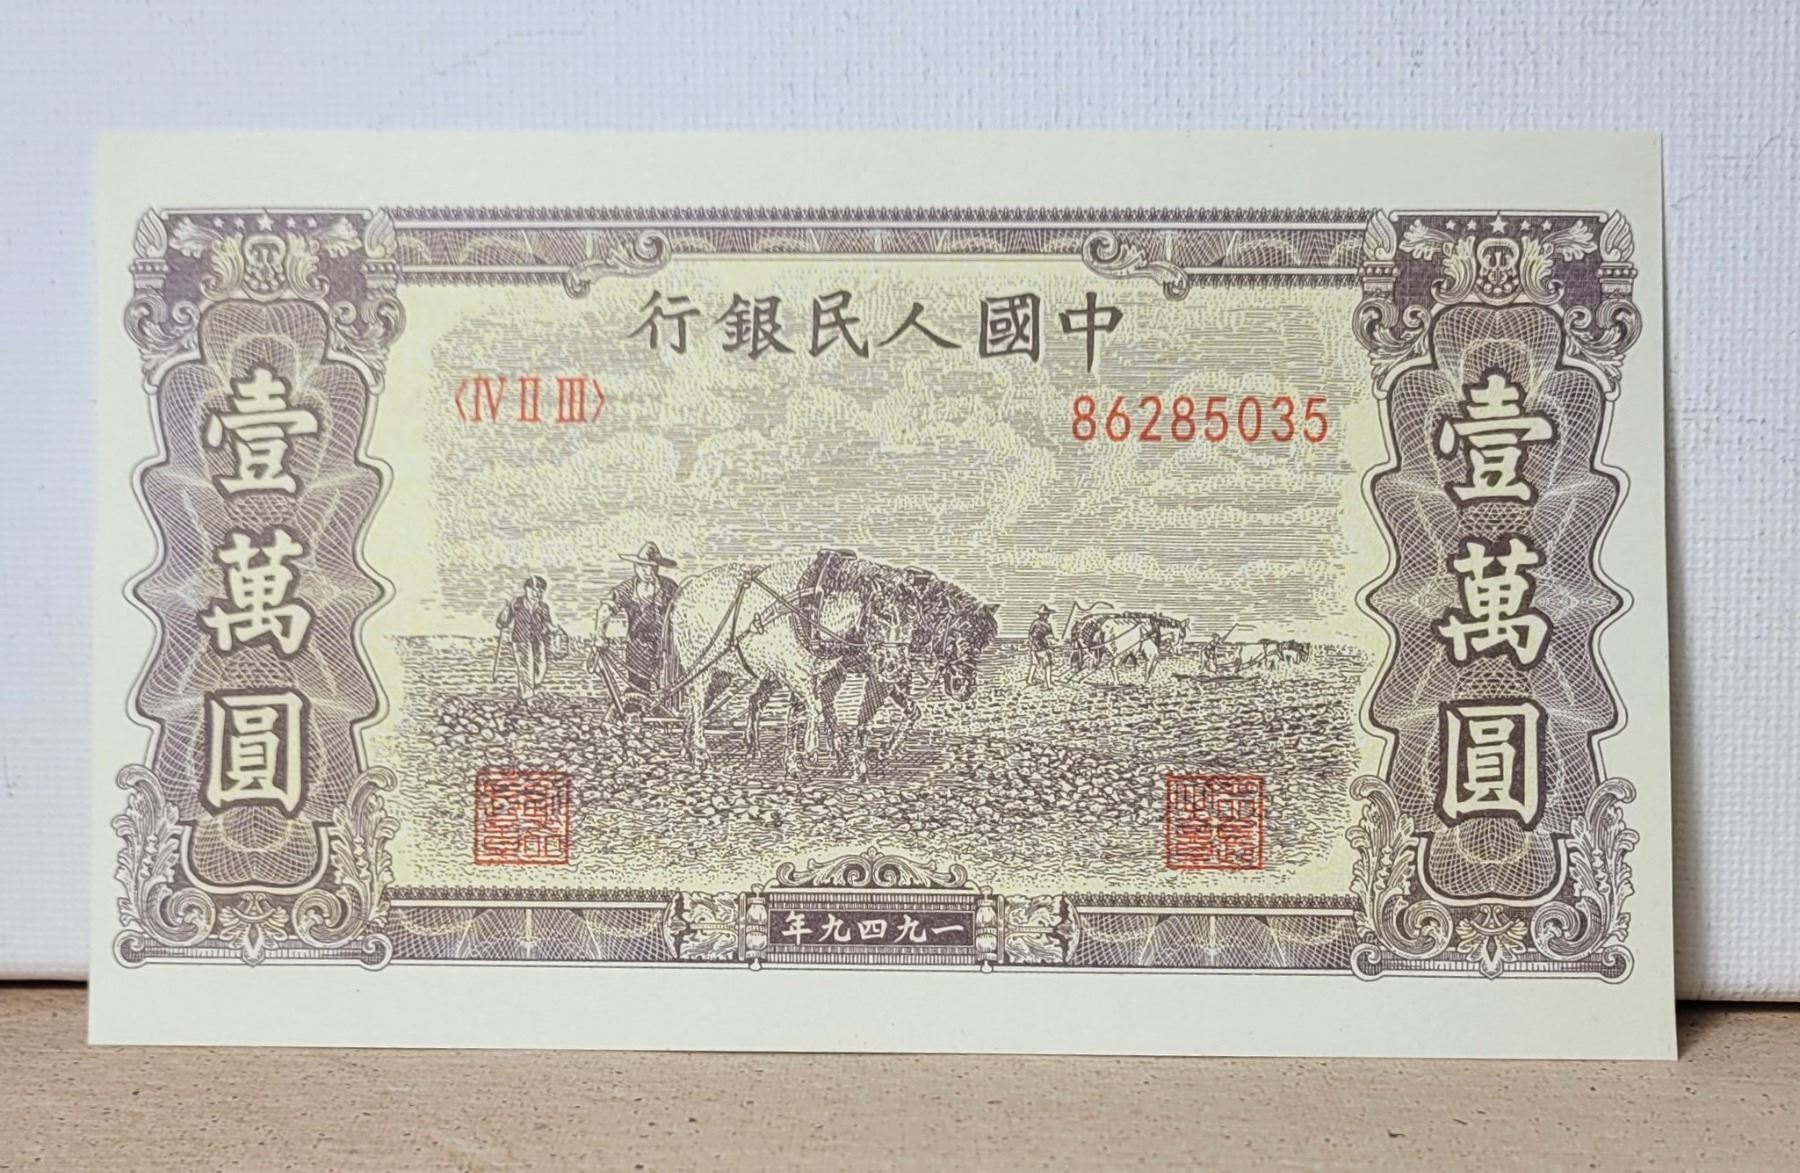 中國人民銀行
〈IV II III〉
86285035
壹萬圓
壹萬圓
一九四九年